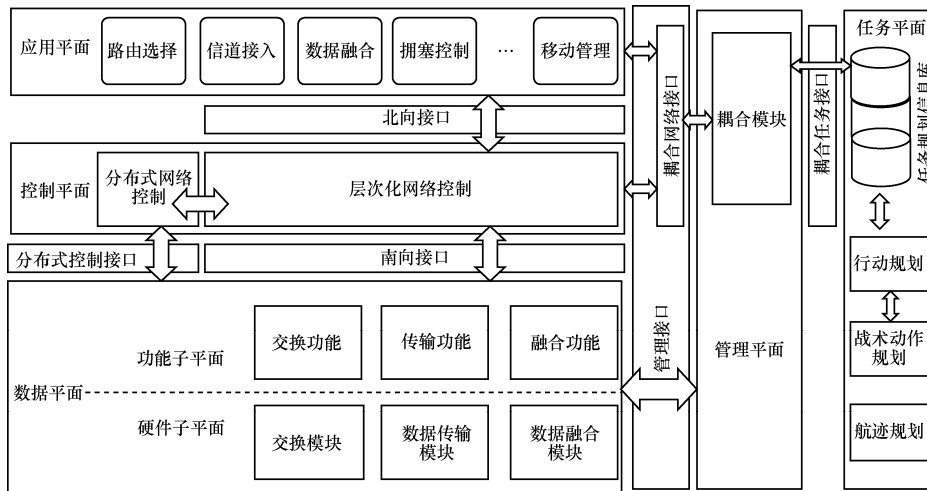 应用平面
路由选择
信道接入
数据融合
拥塞控制
…
移动管理
北向接口
控制平面
分布式网络
控制
层次化网络控制
分布式控制接口
南向接口
功能子平面
交换功能
传输功能
融合功能
数据平面
硬件子平面
交换模块
数据传输
模块
数据融合
模块
耦合网络接口
管理接口
耦合模块
管理平面
耦合任务接口
任务平面
任务规划信息库
行动规划
战术动作
规划
航迹规划